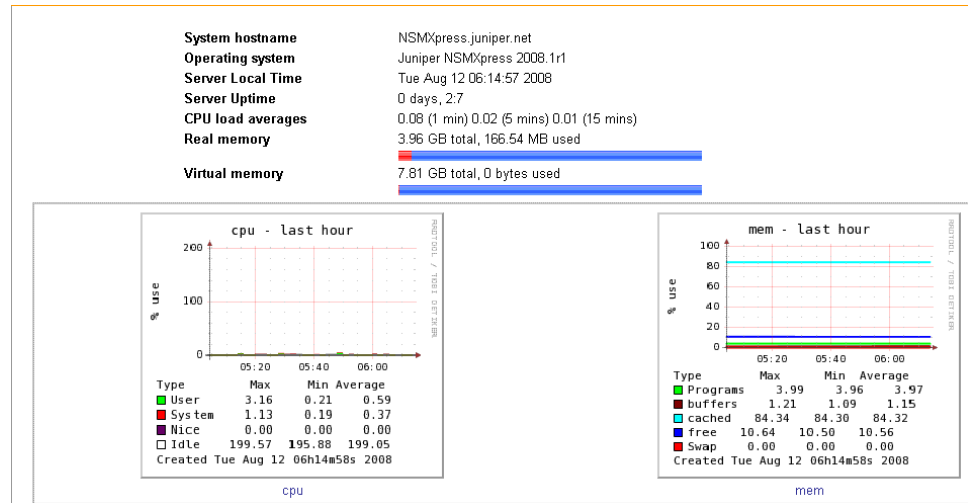 System hostname NSMXpress.juniper.net
Operating system Juniper NSMXpress 2008.1r1
Server Local Time Tue Aug 12 06:14:57 2008
Server Uptime 0 days, 2:7
CPU load averages 0.08 (1 min) 0.02 (5 mins) 0.01 (15 mins)
Real memory 3.96 GB total, 166.54 MB used
Virtual memory 7.81 GB total, 0 bytes used
cpu - last hour
RRDTOOL / TOBI OETIKER
% use
200
100
0
05:20 05:40 06:00
Type Max Min Average
User 3.16 0.21 0.59
System 1.13 0.19 0.37
Nice 0.00 0.00 0.00
Idle 199.57 195.88 199.05
Created Tue Aug 12 06h14m58s 2008
cpu
mem - last hour
RRDTOOL / TOBI OETIKER
% use
100
80
60
40
20
0
05:20 05:40 06:00
Type Max Min Average
Programs 3.99 3.96 3.97
buffers 1.21 1.09 1.15
cached 84.34 84.30 84.32
free 10.64 10.50 10.56
Swap 0.00 0.00 0.00
Created Tue Aug 12 06h14m58s 2008
mem